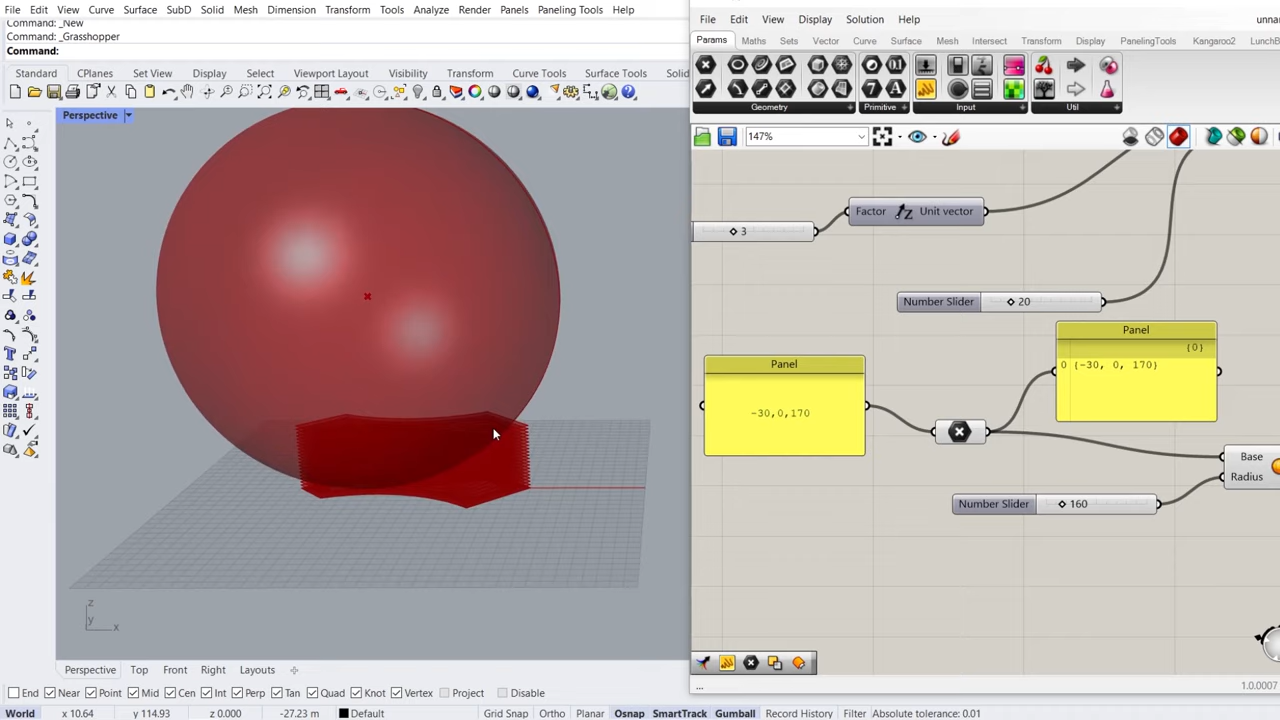 Command: _New
Command: _Grasshopper
Command:
File Edit View Curve Surface SubD Solid Mesh Dimension Transform Tools Analyze Render Panels Paneling Tools Help
Standard CPlanes Set View Display Select Viewport Layout Visibility Transform Curve Tools Surface Tools Solid
Perspective
z
y
x
Perspective Top Front Right Layouts
End Near Point Mid Cen Int Perp Tan Quad Knot Vertex Project Disable
World x 10.64 y 114.93 z 0.000 -27.23 m Default Grid Snap Ortho Planar Osnap SmartTrack Gumball Record History Filter Absolute tolerance: 0.01
unna
File Edit View Display Solution Help
Params Maths Sets Vector Curve Surface Mesh Intersect Transform Display PanelingTools Kangaroo2 LunchB
Geometry Primitive Input Util
147%
3
Factor Z Unit vector
Number Slider 20
Panel
{0}
0 {-30, 0, 170}
Panel
-30,0,170
Base
Radius
Number Slider 160
...
1.0.0007